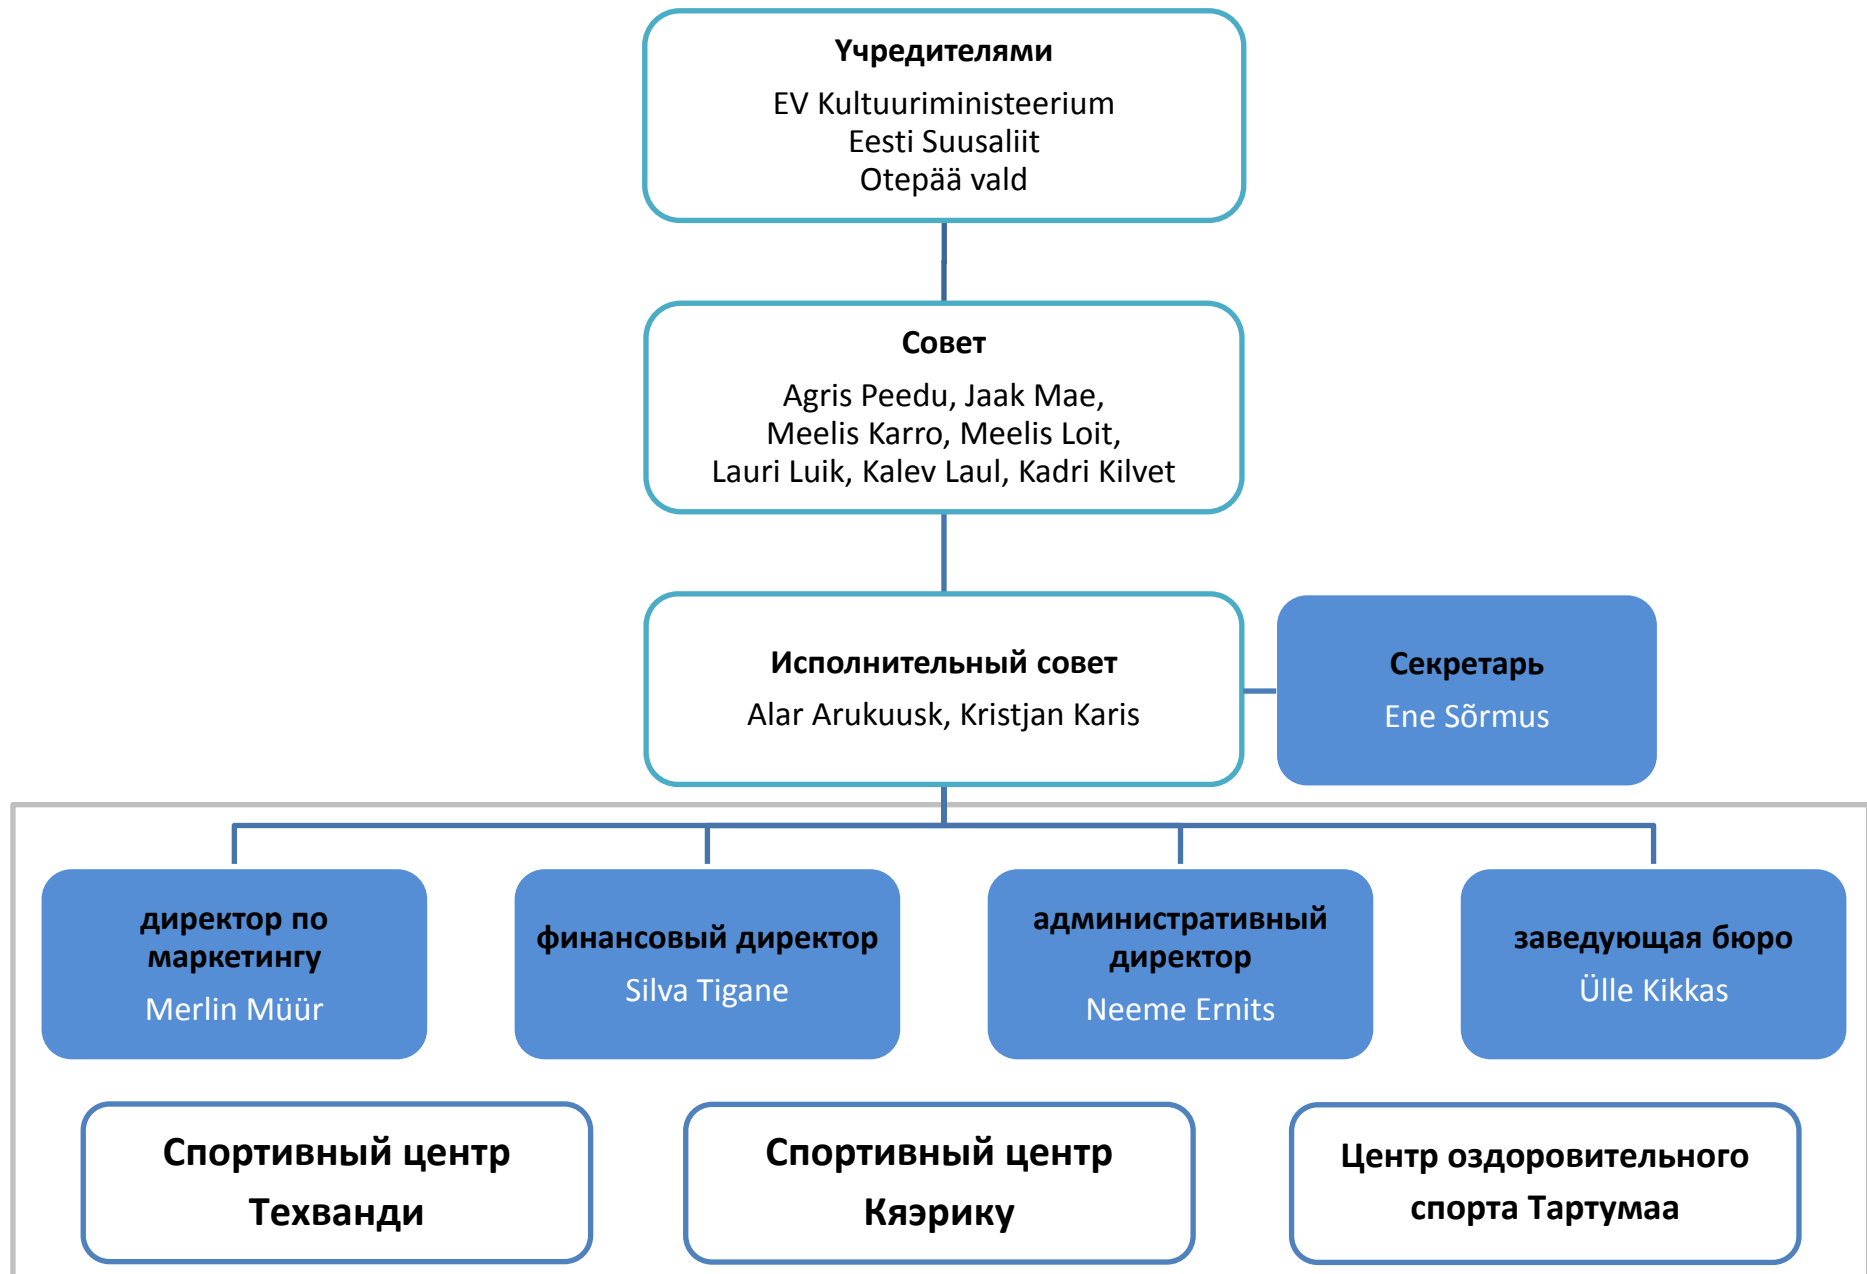 Учредителями
EV Kultuuriministeerium
Eesti Suusaliit
Otepää vald
Совет
Agris Peedu, Jaak Mae,
Meelis Karro, Meelis Loit,
Lauri Luik, Kalev Laul, Kadri Kilvet
Исполнительный совет
Alar Arukuusk, Kristjan Karis
Секретарь
Ene Sõrmus
директор по
маркетингу
Merlin Müür
финансовый директор
Silva Tigane
административный
директор
Neeme Ernits
заведующая бюро
Ülle Kikkas
Спортивный центр
Техванди
Спортивный центр
Кяэрику
Центр оздоровительного
спорта Тартумаа